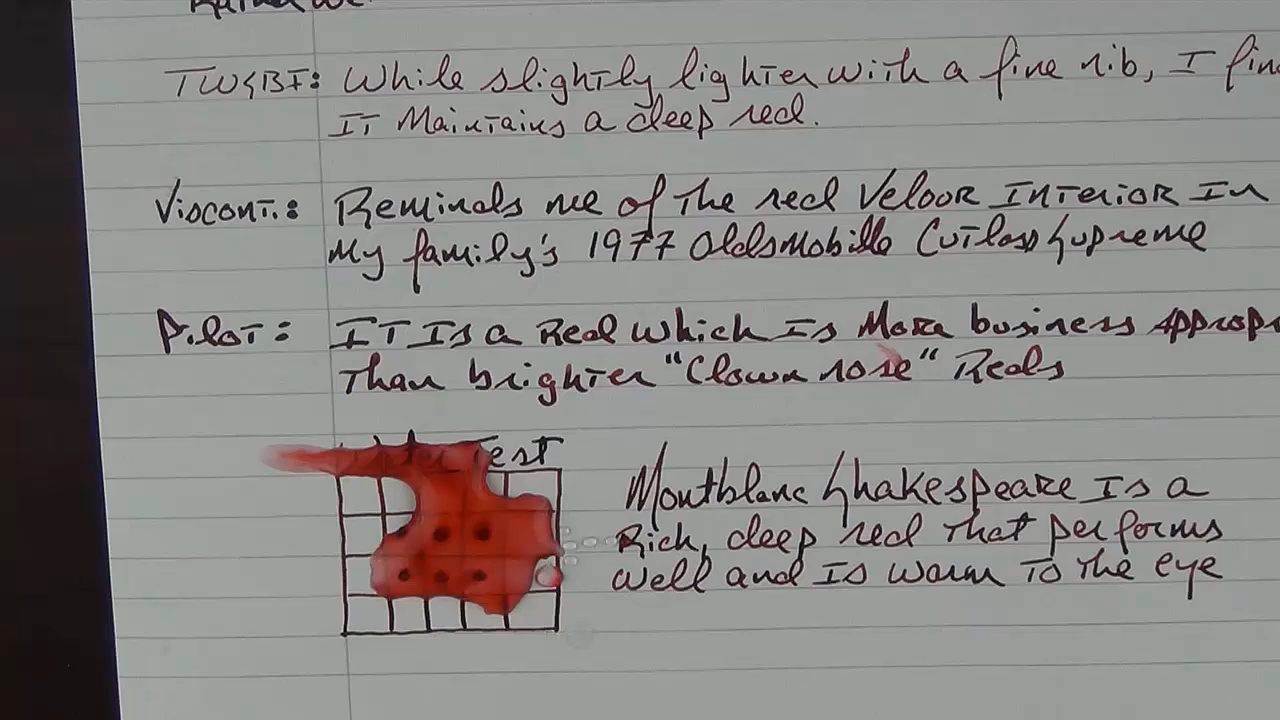 TWSBI: While slightly lighter with a fine nib, I fin
It Maintains a deep red.
Visconti: Reminds me of the red Velour Interior In
My family's 1977 Oldsmobile Cutlass Supreme
Pilot: IT Is a Red which Is More business Approp
Than brighter "Clown nose" Reds
Test
Montblanc Shakespeare Is a
Rich, deep red that performs
well and Is warm To The eye